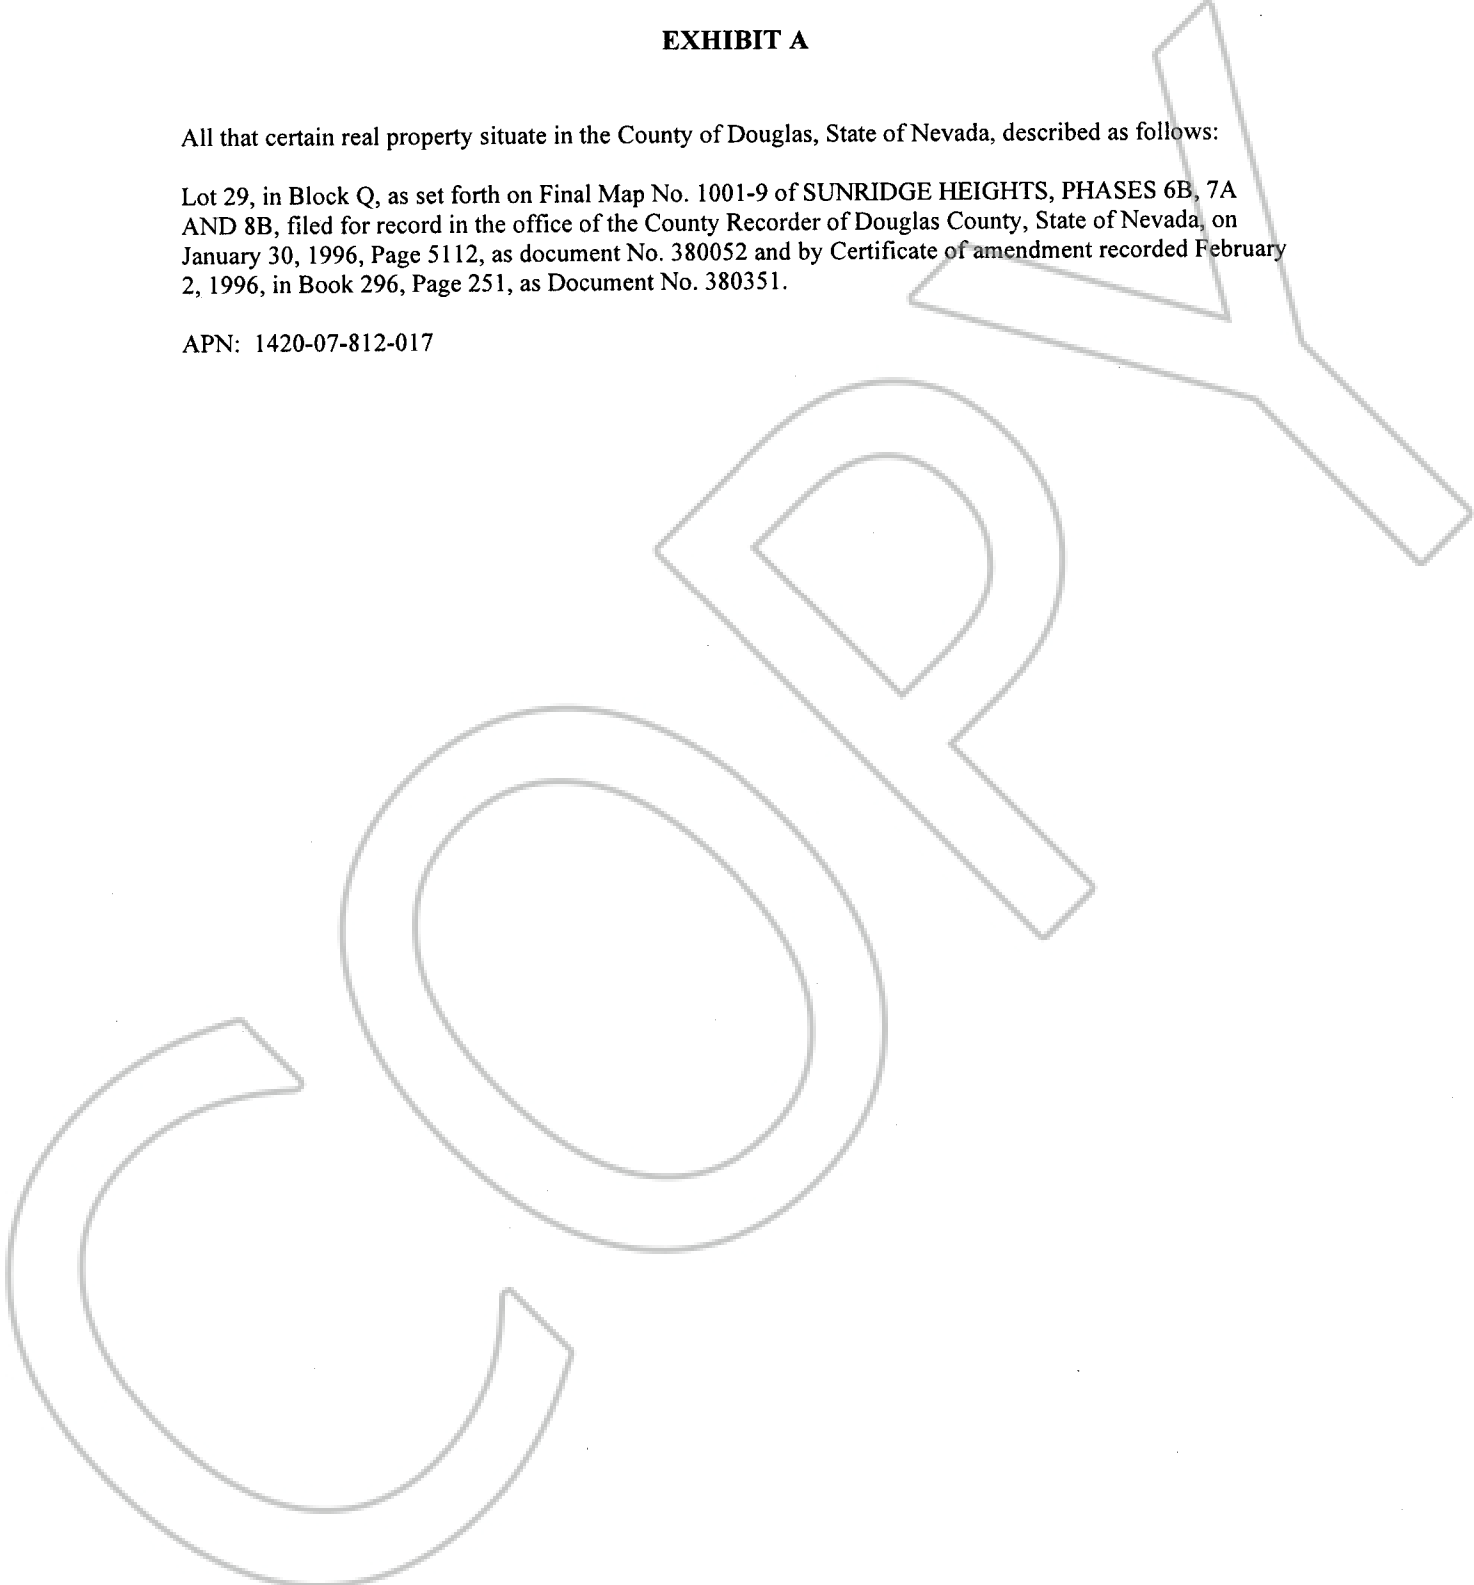 EXHIBIT A
All that certain real property situate in the County of Douglas, State of Nevada, described as follows:
Lot 29, in Block Q, as set forth on Final Map No. 1001-9 of SUNRIDGE HEIGHTS, PHASES 6B, 7A
AND 8B, filed for record in the office of the County Recorder of Douglas County, State of Nevada, on
January 30, 1996, Page 5112, as document No. 380052 and by Certificate of amendment recorded February
2, 1996, in Book 296, Page 251, as Document No. 380351.
APN: 1420-07-812-017
COPY